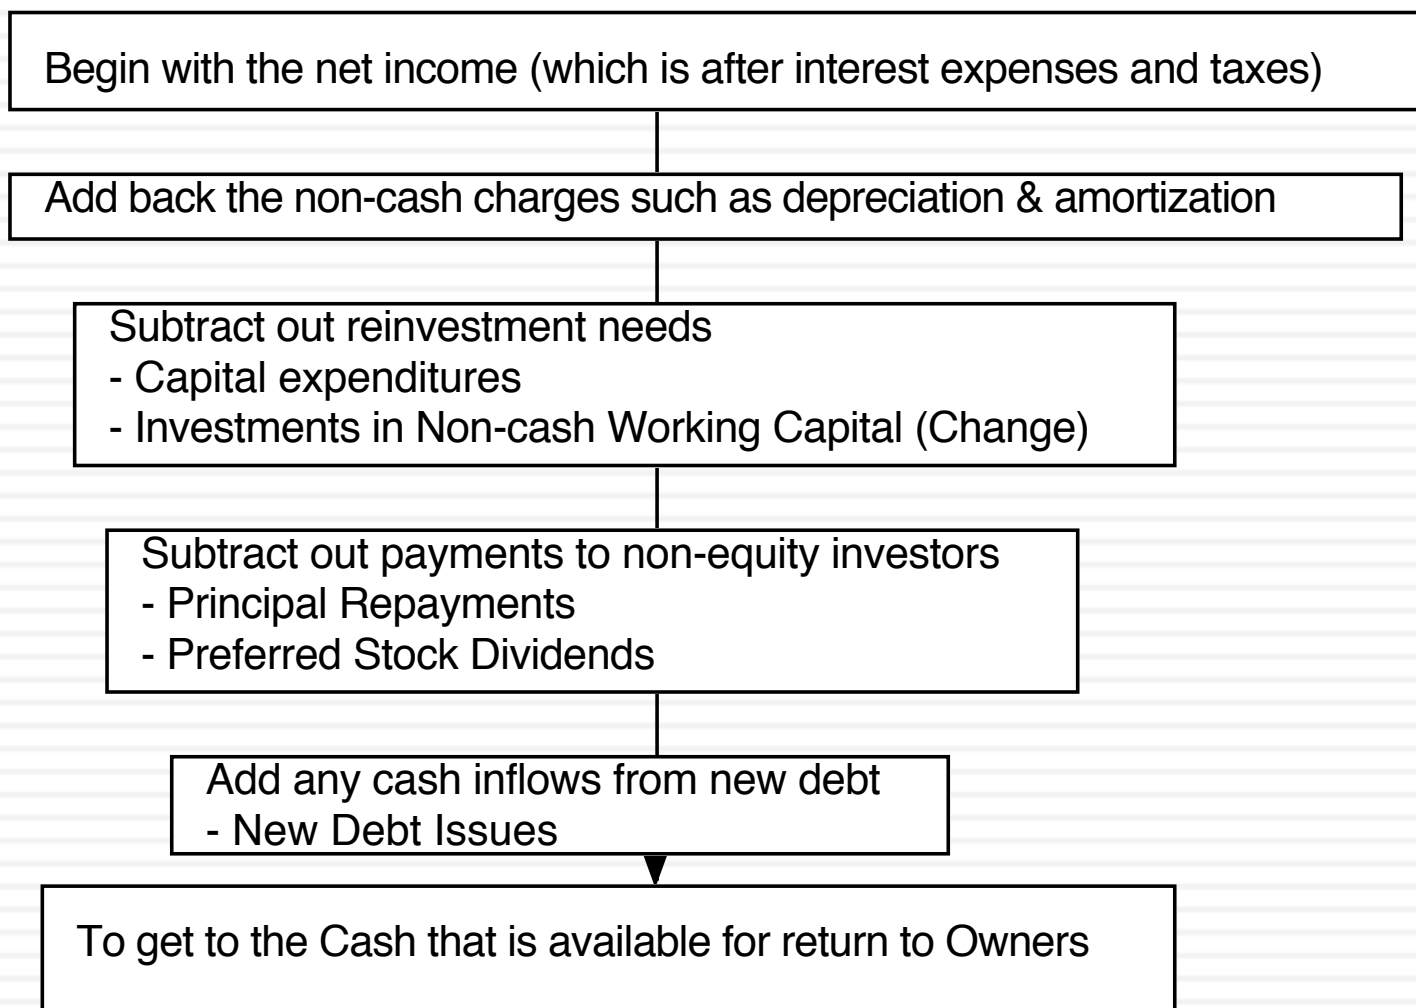 Begin with the net income (which is after interest expenses and taxes)
Add back the non-cash charges such as depreciation & amortization
Subtract out reinvestment needs
- Capital expenditures
- Investments in Non-cash Working Capital (Change)
Subtract out payments to non-equity investors
- Principal Repayments
- Preferred Stock Dividends
Add any cash inflows from new debt
- New Debt Issues
To get to the Cash that is available for return to Owners